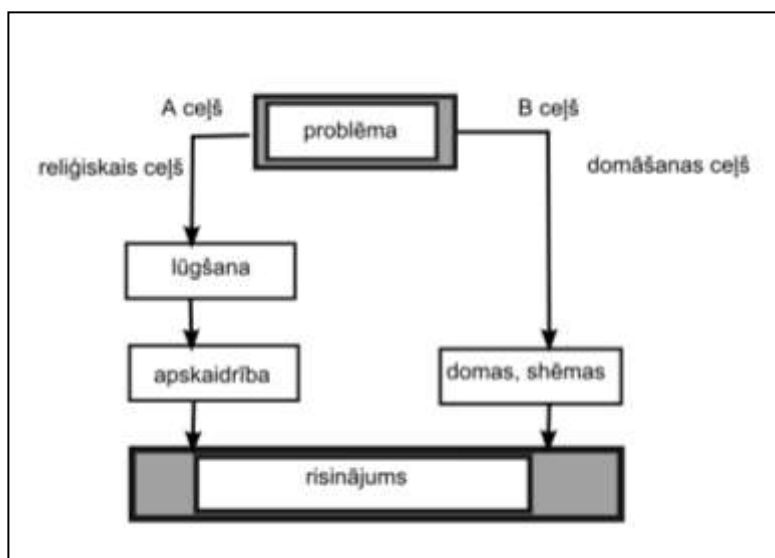 A ceļš
B ceļš
problēma
reliģiskais ceļš
domāšanas ceļš
lūgšana
apskaidrība
domas, shēmas
risinājums